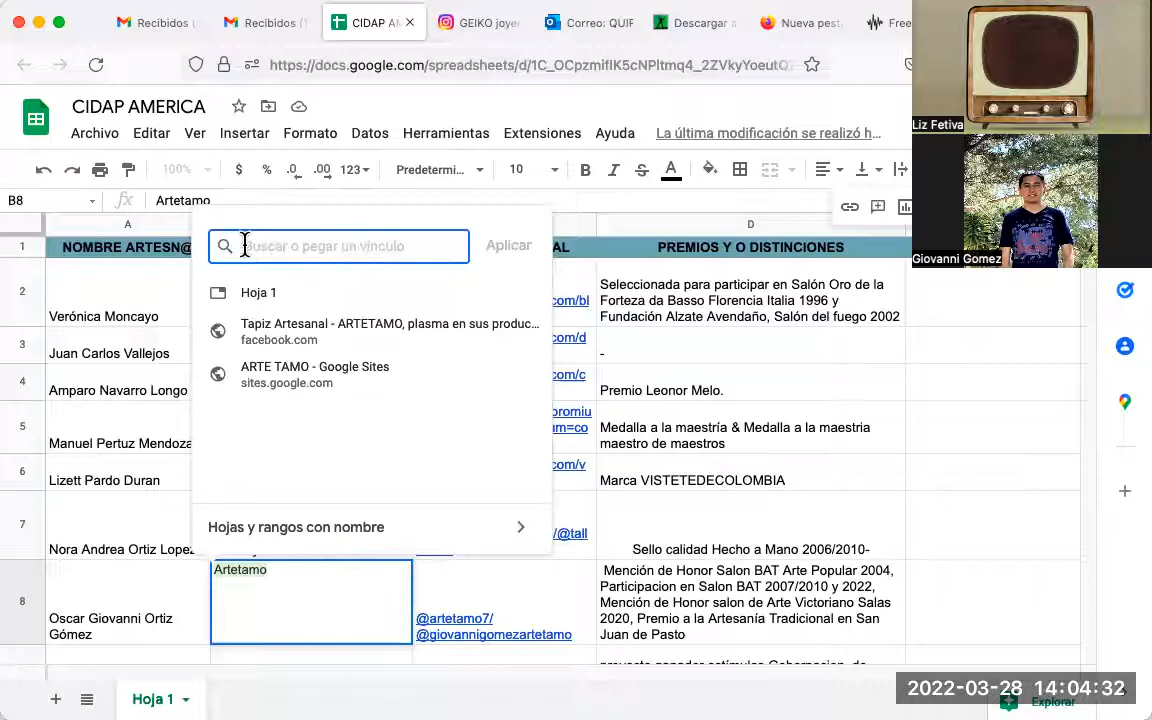 Recibidos (
Recibidos (1
CIDAP AM
GEIKO joyer
Correo: QUIP
Descargar a
Nueva pest
Free
https://docs.google.com/spreadsheets/d/
CIDAP AMERICA
Archivo Editar Ver Insertar Formato Datos Herramientas Extensiones Ayuda La última modificación se realizó h...
100% $ % .0 .00 123 Predetermi... 10 B I S A
B8 fx Artetamo
A D
Buscar o pegar un vínculo Aplicar
Hoja 1
Tapiz Artesanal - ARTETAMO, plasma en sus produc...
facebook.com
ARTE TAMO - Google Sites
sites.google.com
Hojas y rangos con nombre
1 NOMBRE ARTESN@ AL PREMIOS Y O DISTINCIONES
2 Verónica Moncayo com/bl
Seleccionada para participar en Salón Oro de la
Forteza da Basso Florencia Italia 1996 y
Fundación Alzate Avendaño, Salón del fuego 2002
3 Juan Carlos Vallejos com/d -
4 Amparo Navarro Longo com/c Premio Leonor Melo.
5 Manuel Pertuz Mendoza
promiu
m=co
Medalla a la maestría & Medalla a la maestria
maestro de maestros
6 Lizett Pardo Duran com/v Marca VISTETEDECOLOMBIA
7 Nora Andrea Ortiz Lopez /@tall Sello calidad Hecho a Mano 2006/2010-
8 Oscar Giovanni Ortiz
Gómez
Artetamo
@artetamo7/
@giovannigomezartetamo
Mención de Honor Salon BAT Arte Popular 2004,
Participacion en Salon BAT 2007/2010 y 2022,
Mención de Honor salon de Arte Victoriano Salas
2020, Premio a la Artesanía Tradicional en San
Juan de Pasto
Hoja 1
Explorar
Liz Fetiva
Giovanni Gomez
2022-03-28 14:04:32